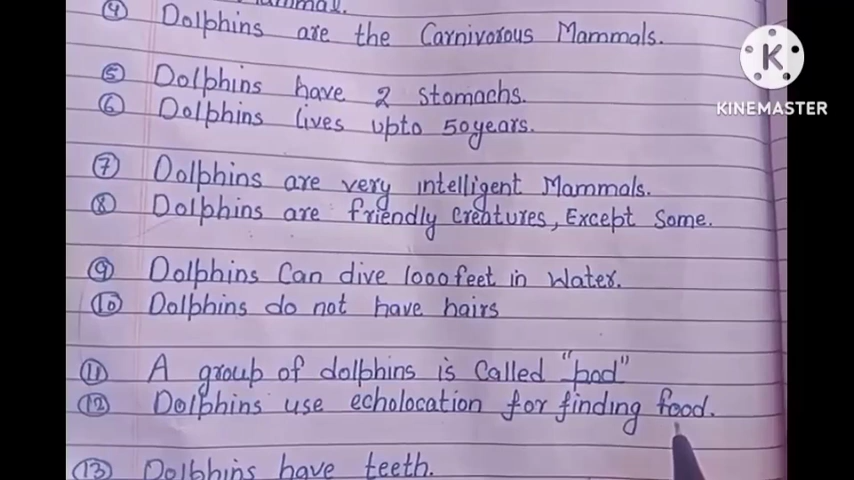 ④ Dolphins are the Carnivorous Mammals.
⑤ Dolphins have 2 stomachs.
⑥ Dolphins lives upto 50years.
⑦ Dolphins are very intelligent Mammals.
⑧ Dolphins are friendly creatures, Except Some.
⑨ Dolphins Can dive 1000 feet in Water.
⑩ Dolphins do not have hairs
⑪ A group of dolphins is Called "pod"
⑫ Dolphins use echolocation for finding food.
⑬ Dolphins have teeth.
K
KINEMASTER